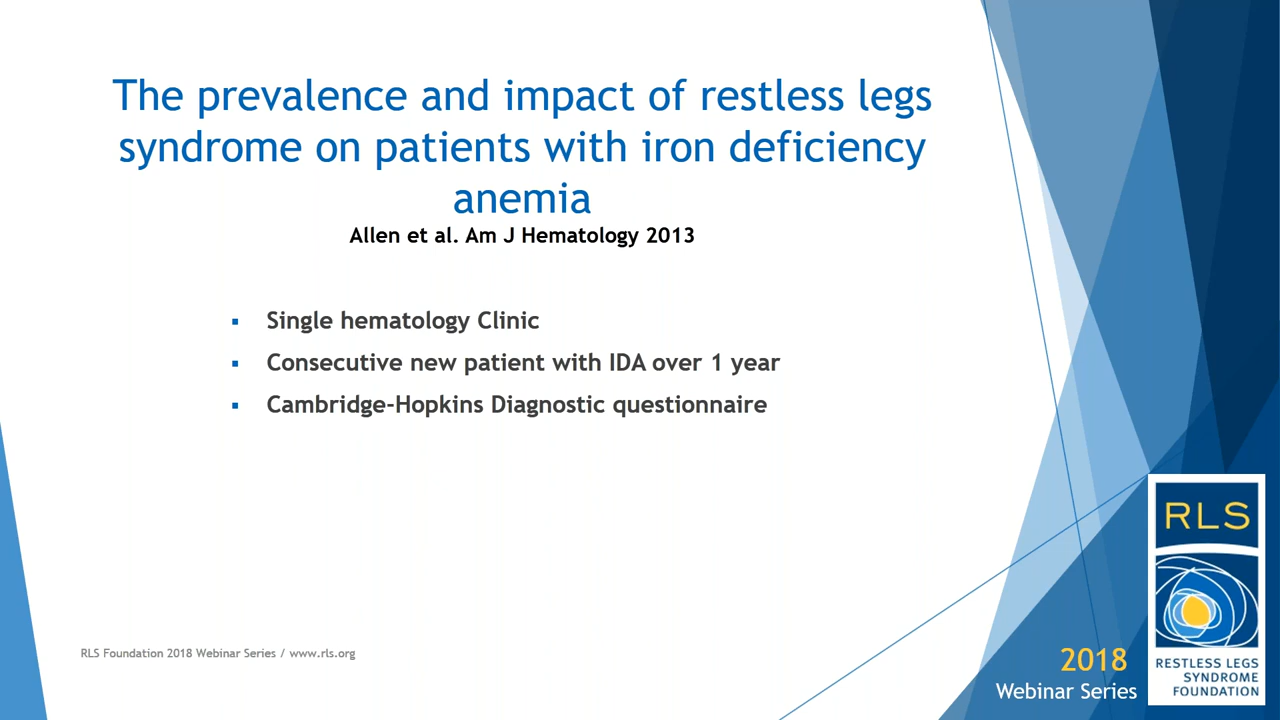 The prevalence and impact of restless legs
syndrome on patients with iron deficiency
anemia
Allen et al. Am J Hematology 2013
▪ Single hematology Clinic
▪ Consecutive new patient with IDA over 1 year
▪ Cambridge-Hopkins Diagnostic questionnaire
RLS Foundation 2018 Webinar Series / www.rls.org
2018
Webinar Series
RLS
RESTLESS LEGS
SYNDROME
FOUNDATION